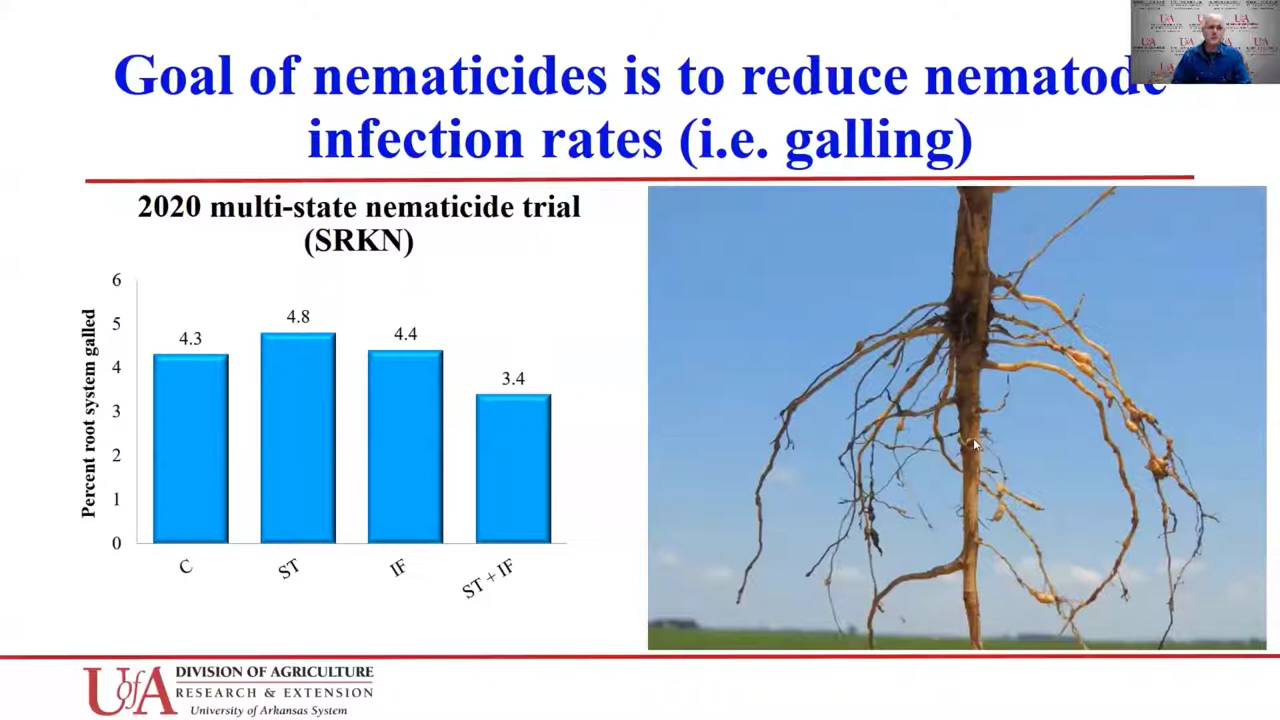 Goal of nematicides is to reduce nematode
infection rates (i.e. galling)
2020 multi-state nematicide trial
(SRKN)
Percent root system galled
6
5
4
3
2
1
0
4.3
4.8
4.4
3.4
C
ST
IF
ST + IF
UofA
DIVISION OF AGRICULTURE
RESEARCH & EXTENSION
University of Arkansas System